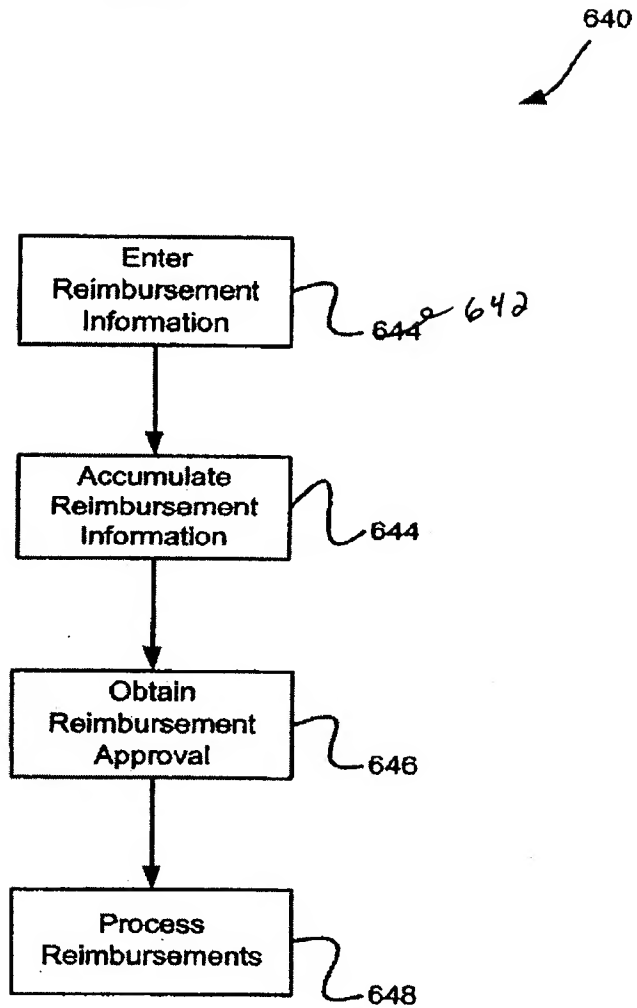 640
Enter
Reimbursement
Information
644 642
Accumulate
Reimbursement
Information
644
Obtain
Reimbursement
Approval
646
Process
Reimbursements
648